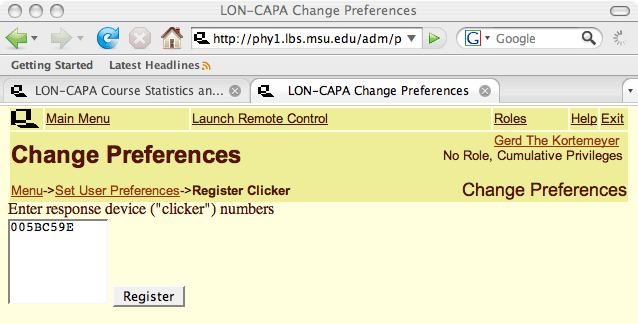 LON-CAPA Change Preferences
http://phy1.lbs.msu.edu/adm/p
Google
Getting Started Latest Headlines
LON-CAPA Course Statistics an... LON-CAPA Change Preferences
Main Menu Launch Remote Control Roles Help Exit
Gerd The Kortemeyer
Change Preferences No Role, Cumulative Privileges
Menu->Set User Preferences->Register Clicker Change Preferences
Enter response device ("clicker") numbers
005BC59E
Register